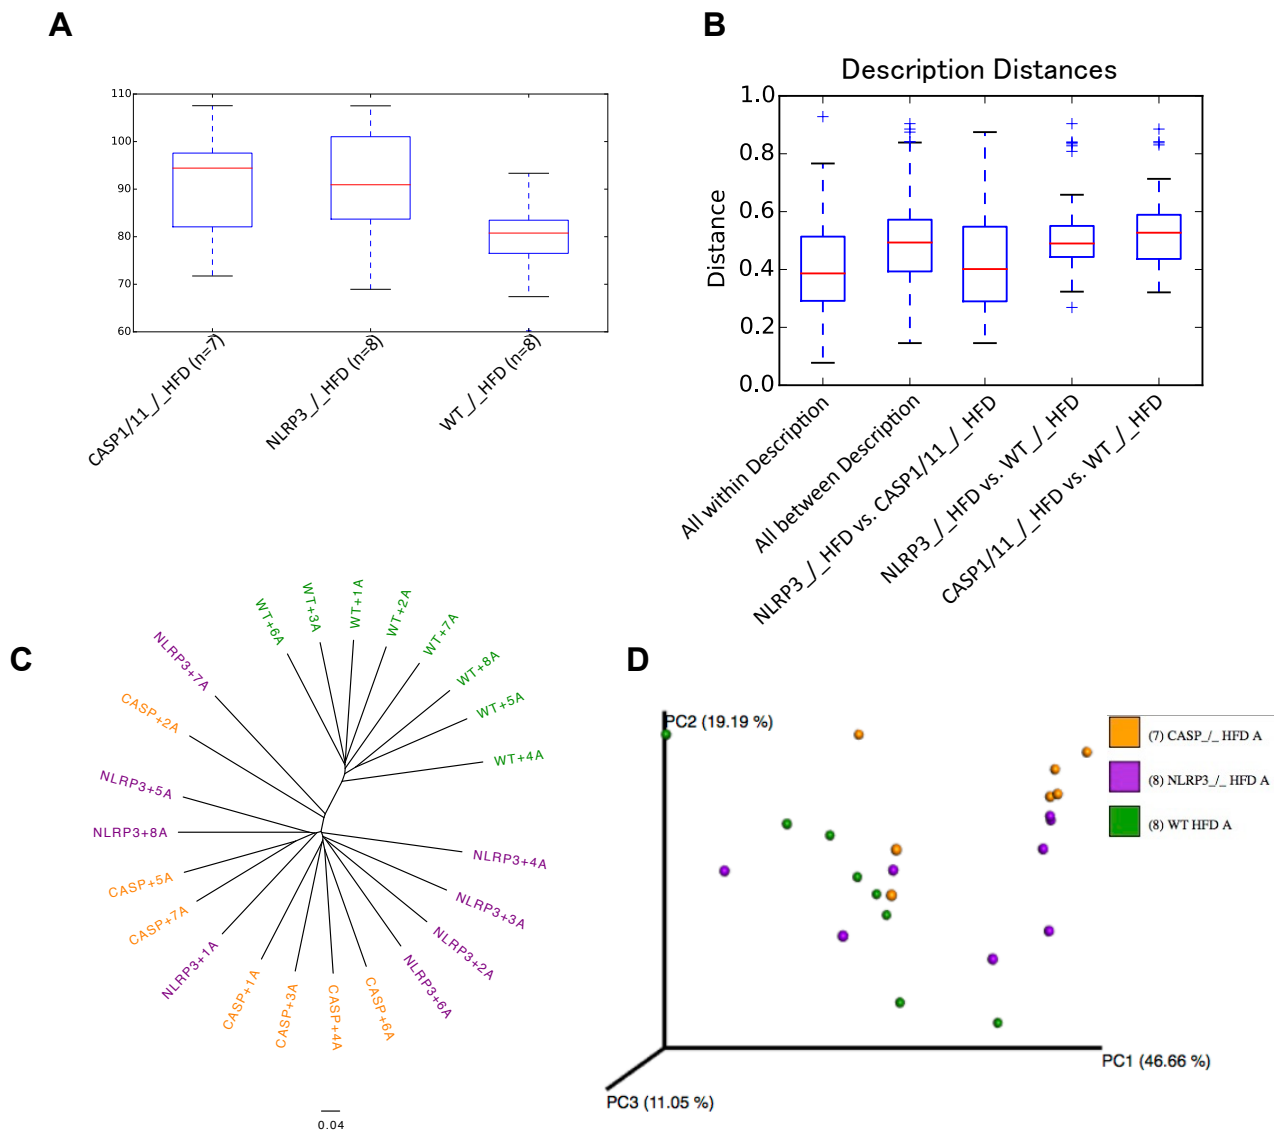 A
110
100
90
80
70
60
CASP1/11_/_HFD (n=7)
NLRP3_/_HFD (n=8)
WT_/_HFD (n=8)
B
Description Distances
1.0
0.8
0.6
0.4
0.2
0.0
Distance
All within Description
All between Description
NLRP3_/_HFD vs. CASP1/11_/_HFD
NLRP3_/_HFD vs. WT_/_HFD
CASP1/11_/_HFD vs. WT_/_HFD
C
WT+6A
WT+3A
WT+1A
WT+2A
WT+7A
WT+8A
WT+5A
WT+4A
NLRP3+7A
CASP+2A
NLRP3+5A
NLRP3+8A
CASP+5A
CASP+7A
NLRP3+1A
CASP+1A
CASP+3A
CASP+4A
CASP+6A
NLRP3+6A
NLRP3+2A
NLRP3+3A
NLRP3+4A
0.04
D
PC2 (19.19 %)
(7) CASP_/_ HFD A
(8) NLRP3_/_ HFD A
(8) WT HFD A
PC1 (46.66 %)
PC3 (11.05 %)